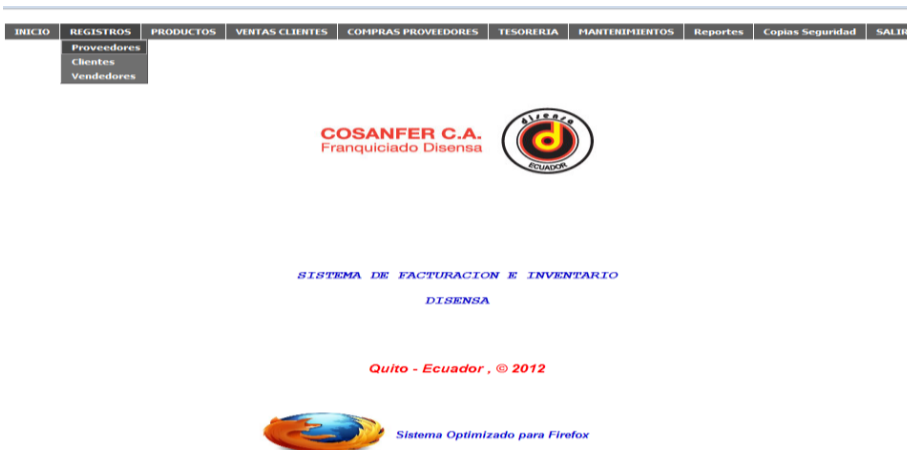 INICIO REGISTROS PRODUCTOS VENTAS CLIENTES COMPRAS PROVEEDORES TESORERIA MANTENIMIENTOS Reportes Copias Seguridad SALIR
Proveedores
Clientes
Vendedores
COSANFER C.A.
Franquiciado Disensa
disensa
d
ECUADOR
SISTEMA DE FACTURACION E INVENTARIO
DISENSA
Quito - Ecuador , © 2012
Sistema Optimizado para Firefox